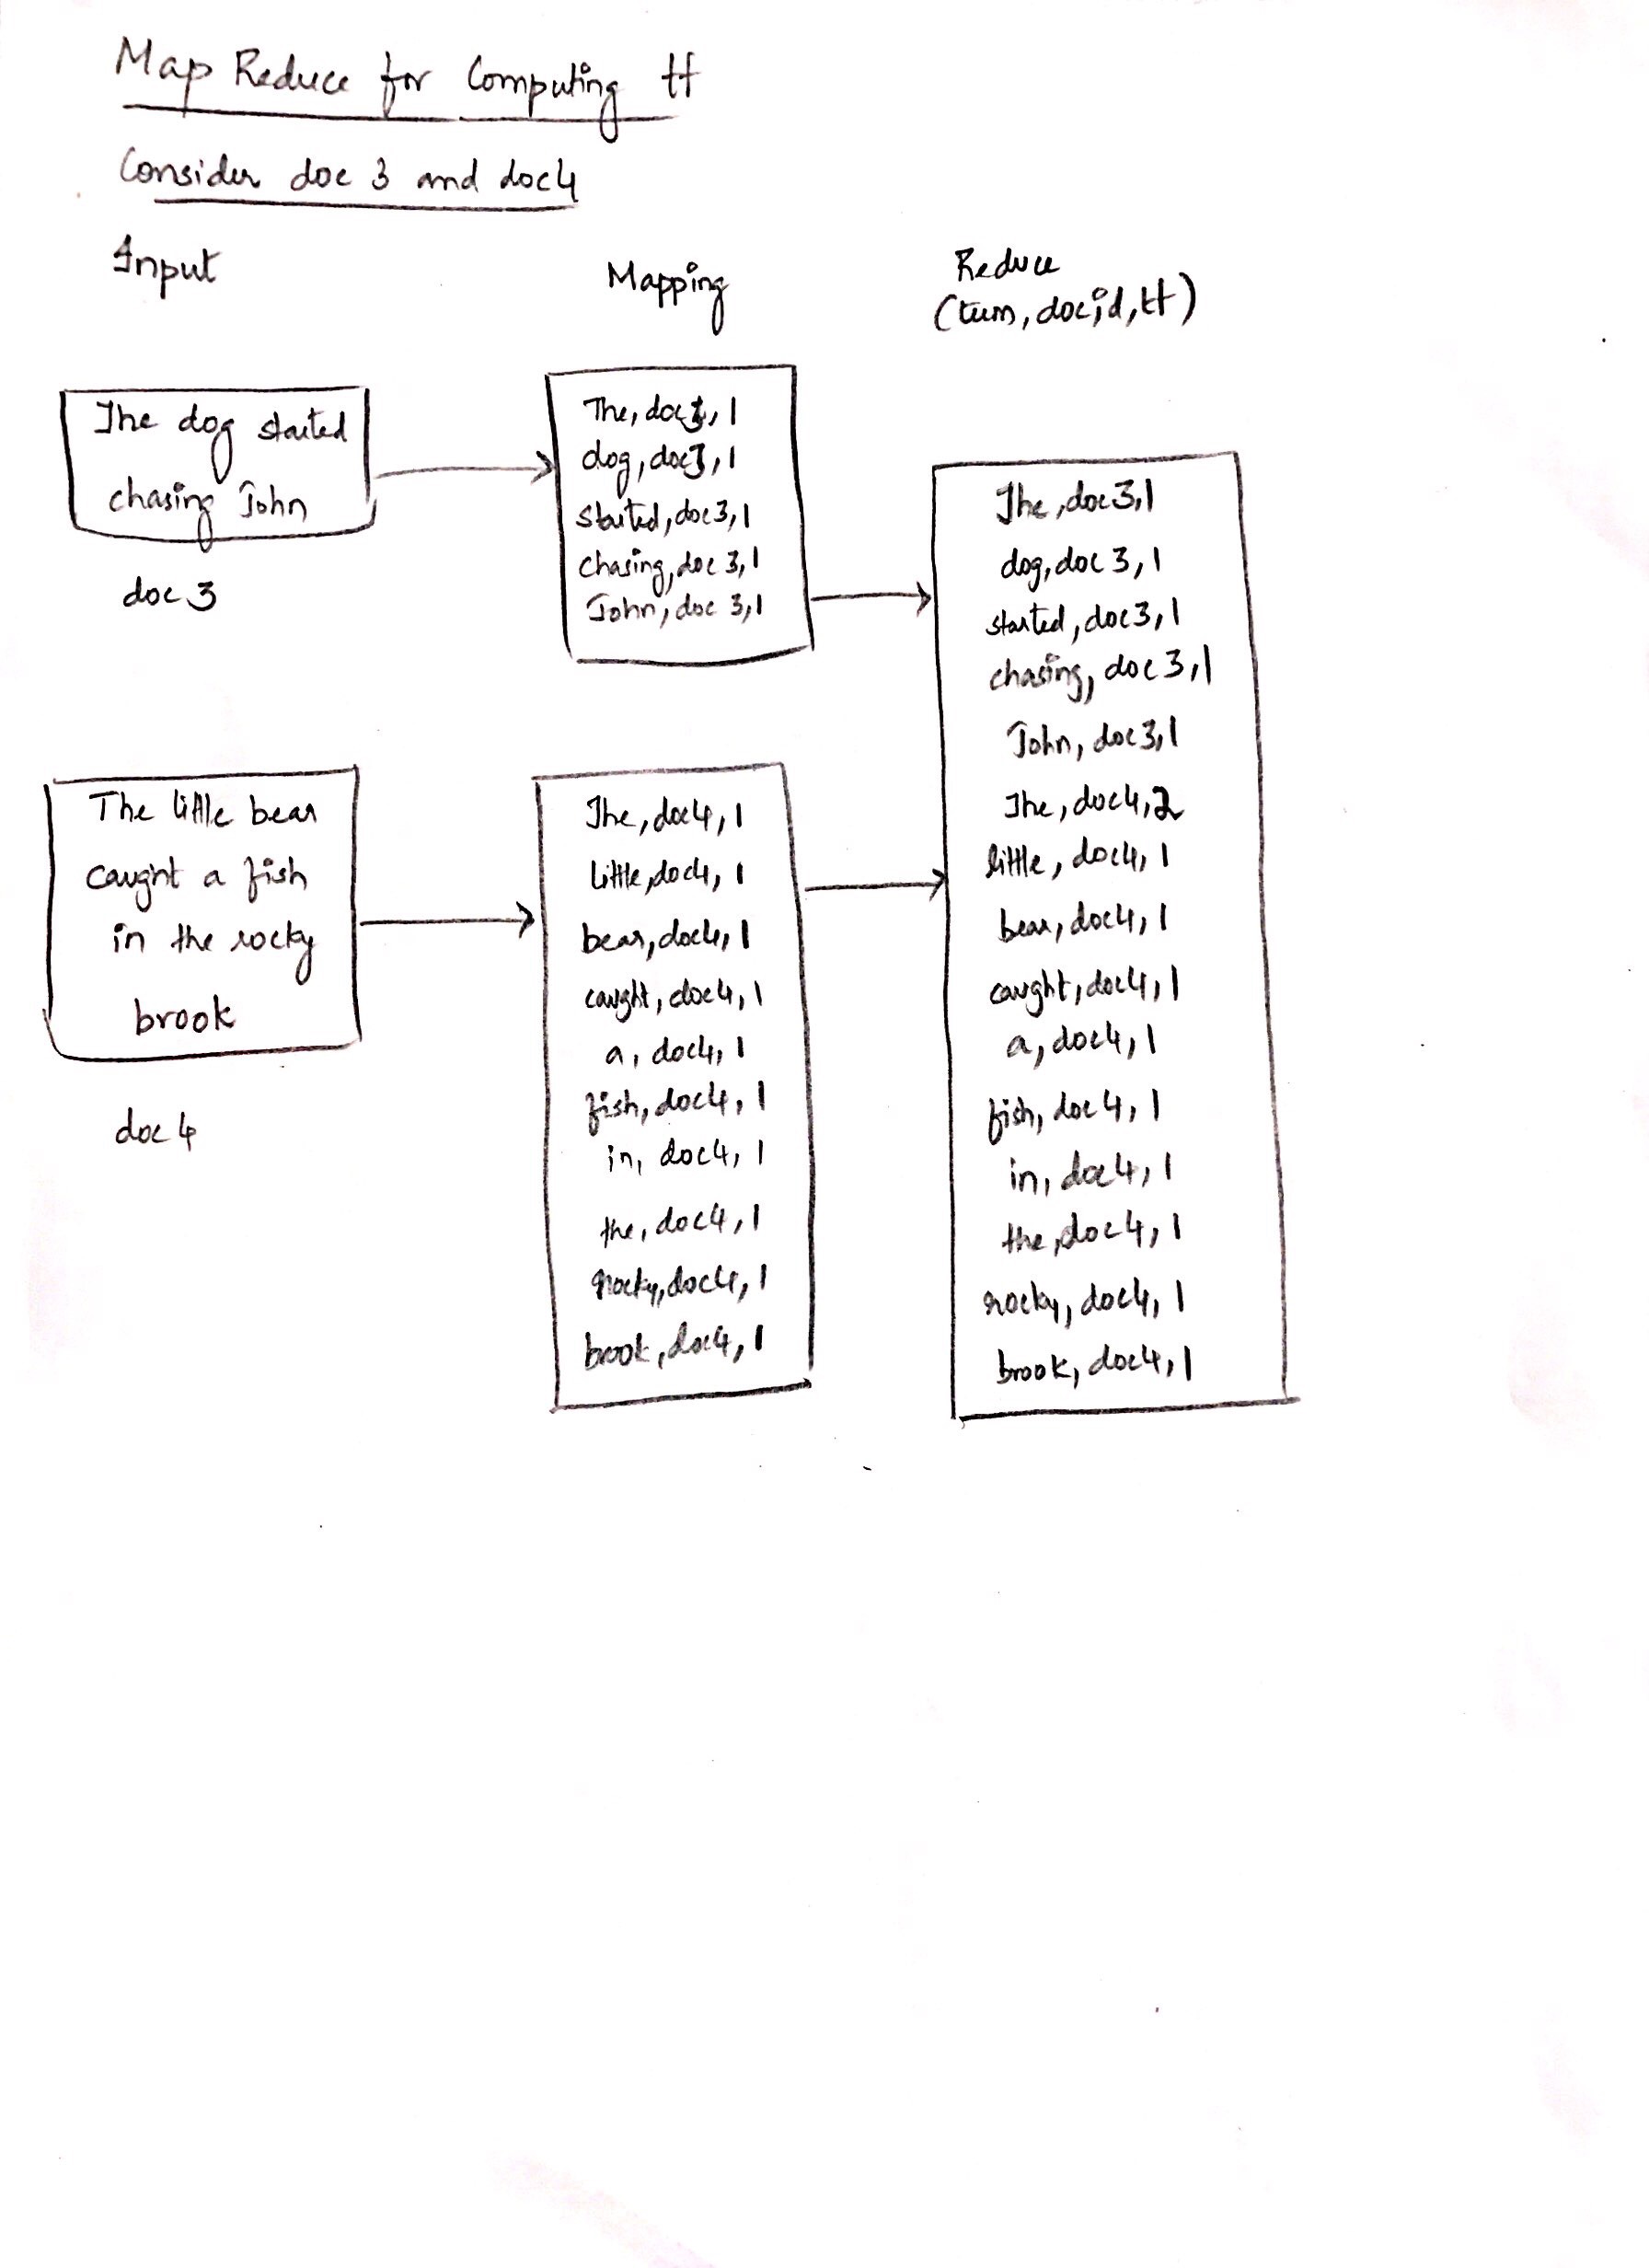 Map Reduce for Computing tf
Consider doc 3 and doc4
Input
Mapping
Reduce
(term, doc;d, tf)
The dog started
chasing John
doc 3
The, doc3, 1
dog, doc3, 1
started, doc3, 1
chasing, doc 3, 1
John, doc 3, 1
The little bear
caught a fish
in the rocky
brook
doc 4
The, doc4, 1
little, doc4, 1
bear, doc4, 1
caught, doc4, 1
a, doc4, 1
fish, doc4, 1
in, doc4, 1
the, doc4, 1
rocky, doc4, 1
brook, doc4, 1
The, doc3, 1
dog, doc 3, 1
started, doc3, 1
chasing, doc 3, 1
John, doc3, 1
The, doc4, 2
little, doc4, 1
bear, doc4, 1
caught, doc4, 1
a, doc4, 1
fish, doc 4, 1
in, doc4, 1
the, doc4, 1
rocky, doc4, 1
brook, doc4, 1